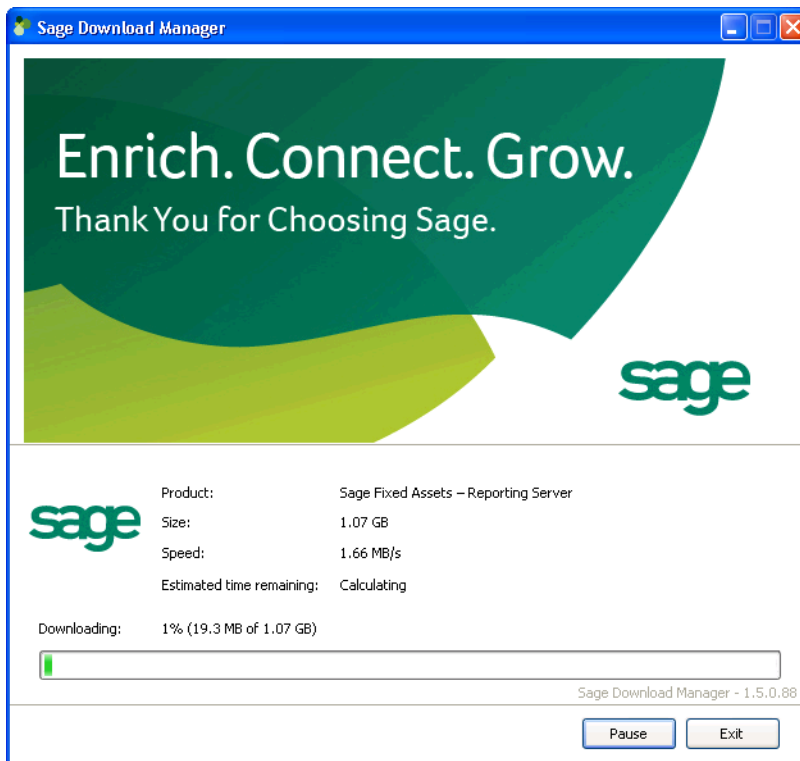 Sage Download Manager
Enrich. Connect. Grow.
Thank You for Choosing Sage.
sage
sage
Product: Sage Fixed Assets – Reporting Server
Size: 1.07 GB
Speed: 1.66 MB/s
Estimated time remaining: Calculating
Downloading: 1% (19.3 MB of 1.07 GB)
Sage Download Manager - 1.5.0.88
Pause Exit